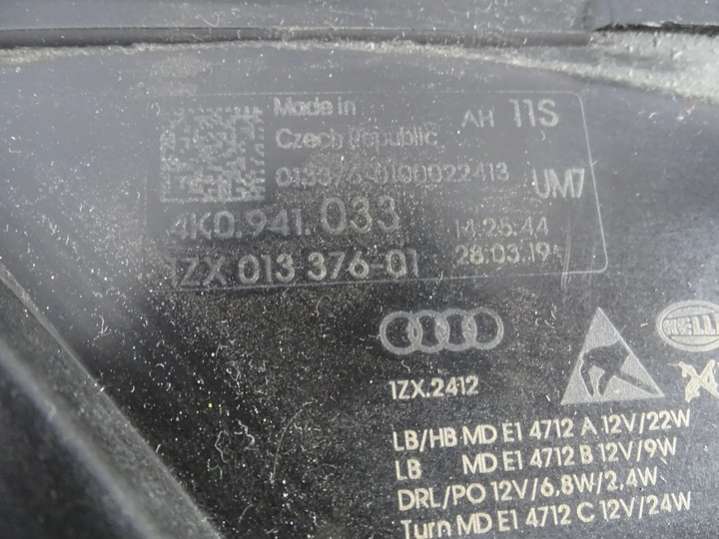 Made in
Czech Republic
AH 11S
013376-0100022413
UM7
4K0.941.033
14:25:44
1ZX 013 376-01
28.03.19*
1ZX.2412
LB/HB MD E1 4712 A 12V/22W
LB MD E1 4712 B 12V/9W
DRL/PO 12V/6,8W/2,4W
Turn MD E1 4712 C 12V/24W